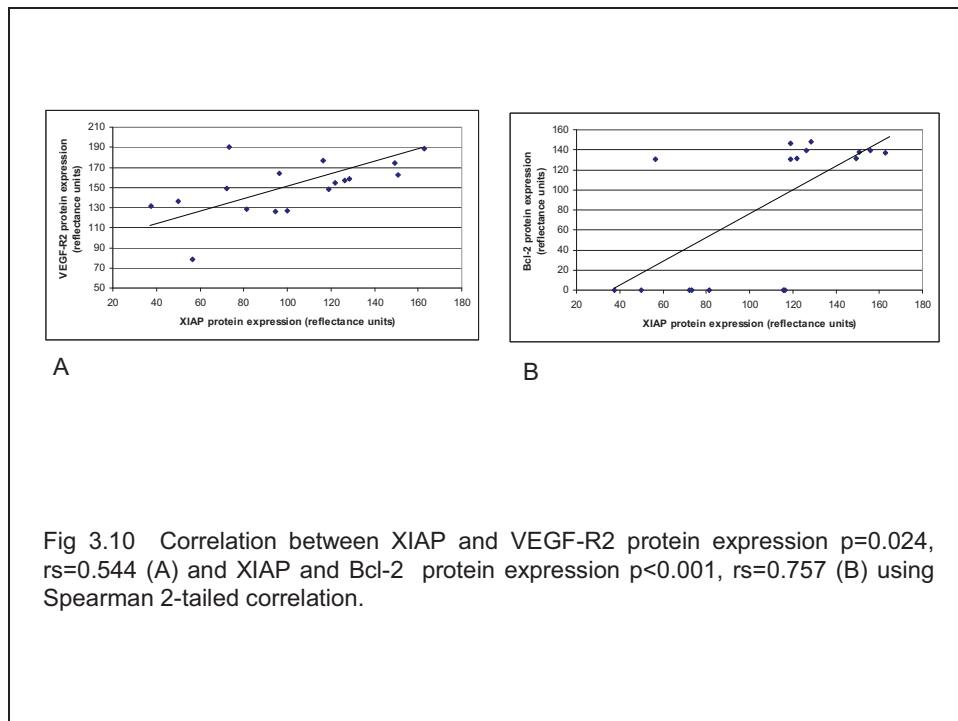 210
190
170
150
130
110
90
70
50
20 40 60 80 100 120 140 160 180
VEGF-R2 protein expression
(reflectance units)
XIAP protein expression (reflectance units)
A
160
140
120
100
80
60
40
20
0
20 40 60 80 100 120 140 160 180
Bcl-2 protein expression
(reflectance units)
XIAP protein expression (reflectance units)
B
Fig 3.10 Correlation between XIAP and VEGF-R2 protein expression p=0.024,
rs=0.544 (A) and XIAP and Bcl-2 protein expression p<0.001, rs=0.757 (B) using
Spearman 2-tailed correlation.